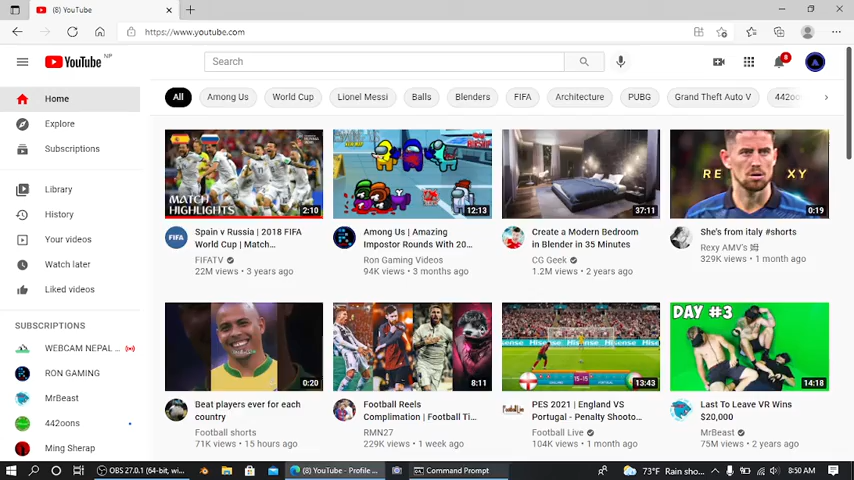 (8) YouTube
https://www.youtube.com
YouTube NP
Search
8
Home
Explore
Subscriptions
Library
History
Your videos
Watch later
Liked videos
SUBSCRIPTIONS
WEBCAM NEPAL ...
RON GAMING
MrBeast
442oons
Ming Sherap
All
Among Us
World Cup
Lionel Messi
Balls
Blenders
FIFA
Architecture
PUBG
Grand Theft Auto V
442oo
MATCH
HIGHLIGHTS
2:10
Spain v Russia | 2018 FIFA
World Cup | Match...
FIFATV
22M views • 3 years ago
12:13
Among Us | Amazing
Impostor Rounds With 20...
Ron Gaming Videos
94K views • 3 months ago
37:11
Create a Modern Bedroom
in Blender in 35 Minutes
CG Geek
1.2M views • 2 years ago
RE XY
0:19
She's from italy #shorts
Rexy AMV's 姆
329K views • 1 month ago
0:20
Beat players ever for each
country
Football shorts
71K views • 15 hours ago
8:11
Football Reels
Complimation | Football Ti...
RMN27
229K views • 1 week ago
Hisense Hisense
15-15
13:43
PES 2021 | England VS
Portugal - Penalty Shooto...
Football Live
104K views • 1 month ago
DAY #3
14:18
Last To Leave VR Wins
$20,000
MrBeast
75M views • 2 years ago
OBS 27.0.1 (64-bit, wi...
(8) YouTube - Profile ...
Command Prompt
73°F Rain sho...
8:50 AM